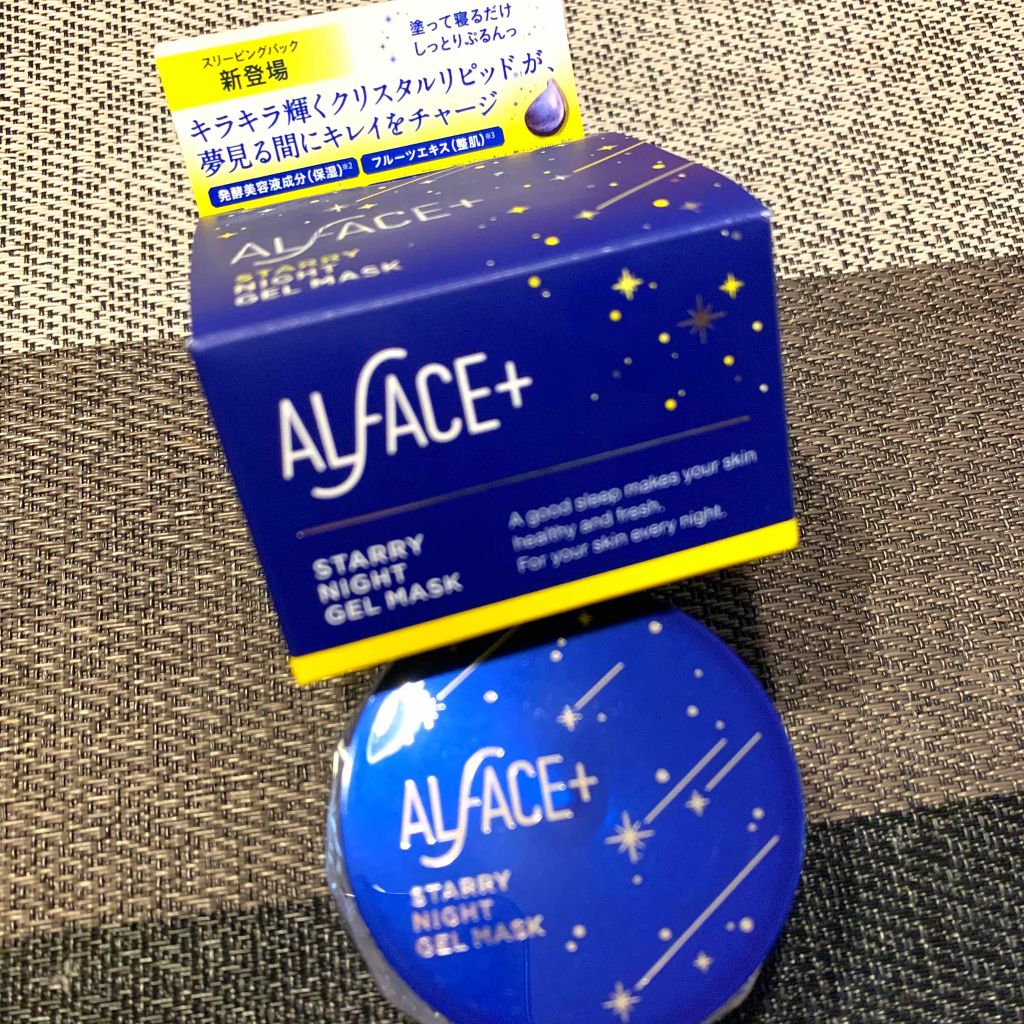 スリーピングパック
新登場
塗って寝るだけ
しっとりぷるんっ
キラキラ輝くクリスタルリピッド※1が、
夢見る間にキレイをチャージ
発酵美容液成分(保湿)※2
フルーツエキス(整肌)※3
ALFACE+
STARRY
NIGHT
GEL MASK
ALFACE+
STARRY
NIGHT
GEL MASK
A good sleep makes your skin
healthy and fresh.
For your skin every night.
ALFACE+
STARRY
NIGHT
GEL MASK